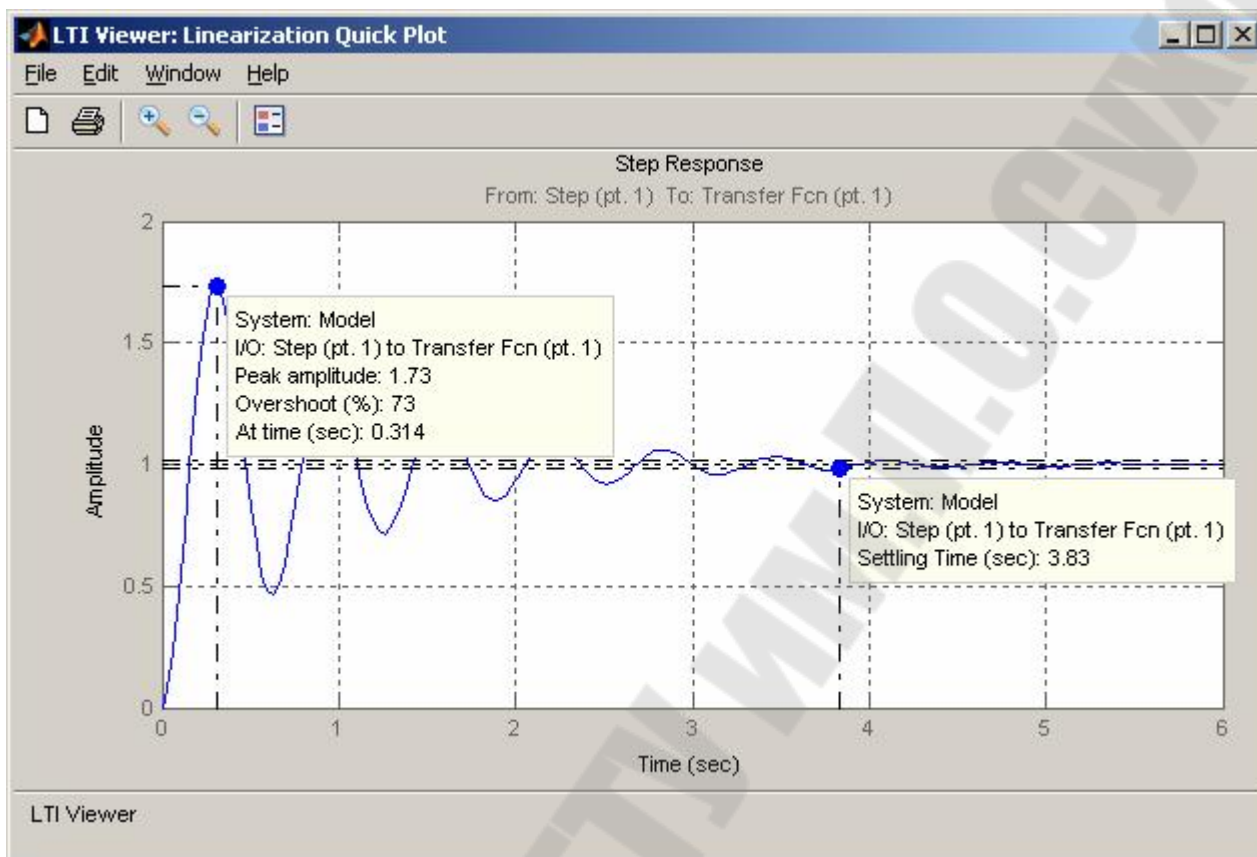 LTI Viewer: Linearization Quick Plot
File Edit Window Help
Step Response
From: Step (pt. 1) To: Transfer Fcn (pt. 1)
Amplitude
2
1.5
1
0.5
0
System: Model
I/O: Step (pt. 1) to Transfer Fcn (pt. 1)
Peak amplitude: 1.73
Overshoot (%): 73
At time (sec): 0.314
System: Model
I/O: Step (pt. 1) to Transfer Fcn (pt. 1)
Settling Time (sec): 3.83
0 1 2 3 4 5 6
Time (sec)
LTI Viewer